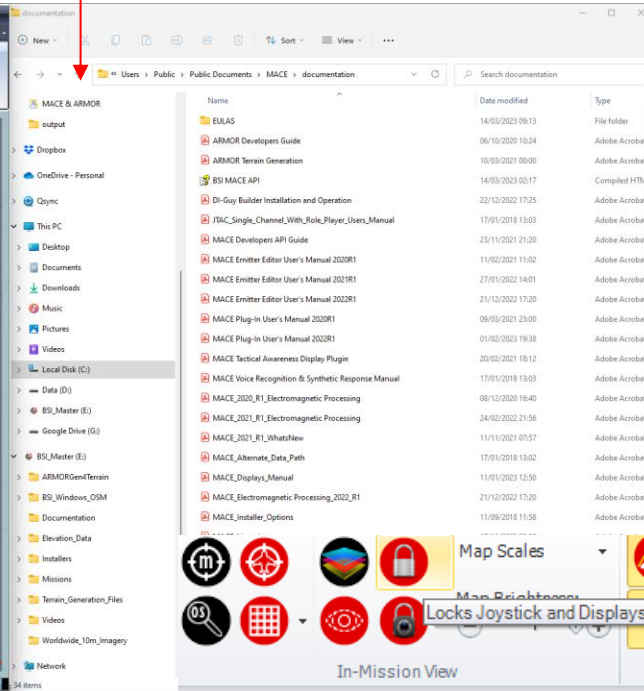 documentation
New
Sort
View
Users > Public > Public Documents > MACE > documentation
Search documentation
MACE & ARMOR
output
Dropbox
OneDrive - Personal
Qsync
This PC
Desktop
Documents
Downloads
Music
Pictures
Videos
Local Disk (C:)
Data (D:)
BSI_Master (E:)
Google Drive (G:)
BSI_Master (E:)
ARMORGen4Terrain
BSI_Windows_OSM
Documentation
Elevation_Data
Installers
Missions
Terrain_Generation_Files
Videos
Worldwide_10m_Imagery
Network
34 items
Name Date modified Type
EULAS 14/03/2023 09:13 File folder
ARMOR Developers Guide 06/10/2020 10:24 Adobe Acroba
ARMOR Terrain Generation 10/03/2021 00:00 Adobe Acroba
BSI MACE API 14/03/2023 02:17 Compiled HTM
DI-Guy Builder Installation and Operation 22/12/2022 17:25 Adobe Acroba
JTAC_Single_Channel_With_Role_Player_Users_Manual 17/01/2018 13:03 Adobe Acroba
MACE Developers API Guide 23/11/2021 21:20 Adobe Acroba
MACE Emitter Editor User's Manual 2020R1 11/02/2021 11:02 Adobe Acroba
MACE Emitter Editor User's Manual 2021R1 27/01/2022 14:01 Adobe Acroba
MACE Emitter Editor User's Manual 2022R1 21/12/2022 17:20 Adobe Acroba
MACE Plug-In User's Manual 2020R1 09/03/2021 23:00 Adobe Acroba
MACE Plug-In User's Manual 2022R1 01/02/2023 19:38 Adobe Acroba
MACE Tactical Awareness Display Plugin 20/02/2021 18:12 Adobe Acroba
MACE Voice Recognition & Synthetic Response Manual 17/01/2018 13:03 Adobe Acroba
MACE_2020_R1_Electromagnetic Processing 08/12/2020 16:40 Adobe Acroba
MACE_2021_R1_Electromagnetic Processing 24/02/2022 21:56 Adobe Acroba
MACE_2021_R1_WhatsNew 11/11/2021 07:57 Adobe Acroba
MACE_Alternate_Data_Path 17/01/2018 13:02 Adobe Acroba
MACE_Displays_Manual 11/01/2023 12:50 Adobe Acroba
MACE_Electromagnetic Processing_2022_R1 21/12/2022 17:20 Adobe Acroba
MACE_Installer_Options 11/09/2018 11:58 Adobe Acroba
m
Map Scales
OS
Map Brightness:
Locks Joystick and Displays
In-Mission View